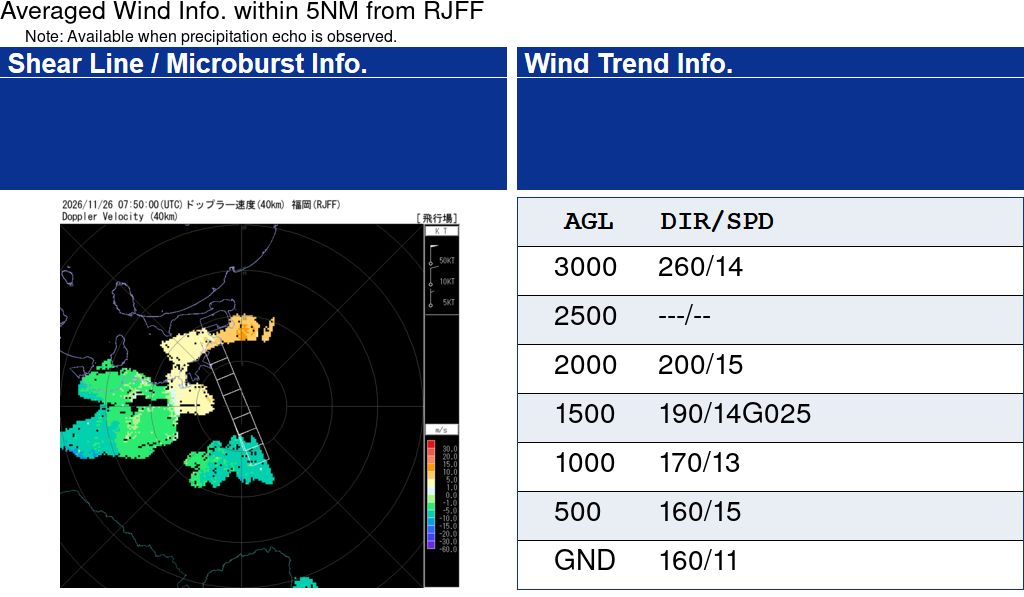 Averaged Wind Info. within 5NM from RJFF
Note: Available when precipitation echo is observed.
Shear Line / Microburst Info.
Wind Trend Info.
2026/11/26 07:50:00(UTC) ドップラー速度(40km) 福岡(RJFF)
Doppler Velocity (40km)
[飛行場]
K T
50KT
10KT
5KT
m/s
30.0
20.0
15.0
10.0
5.0
1.0
0.0
-1.0
-5.0
-10.0
-15.0
-20.0
-30.0
-60.0
AGL DIR/SPD
3000 260/14
2500 ---/--
2000 200/15
1500 190/14G025
1000 170/13
500 160/15
GND 160/11